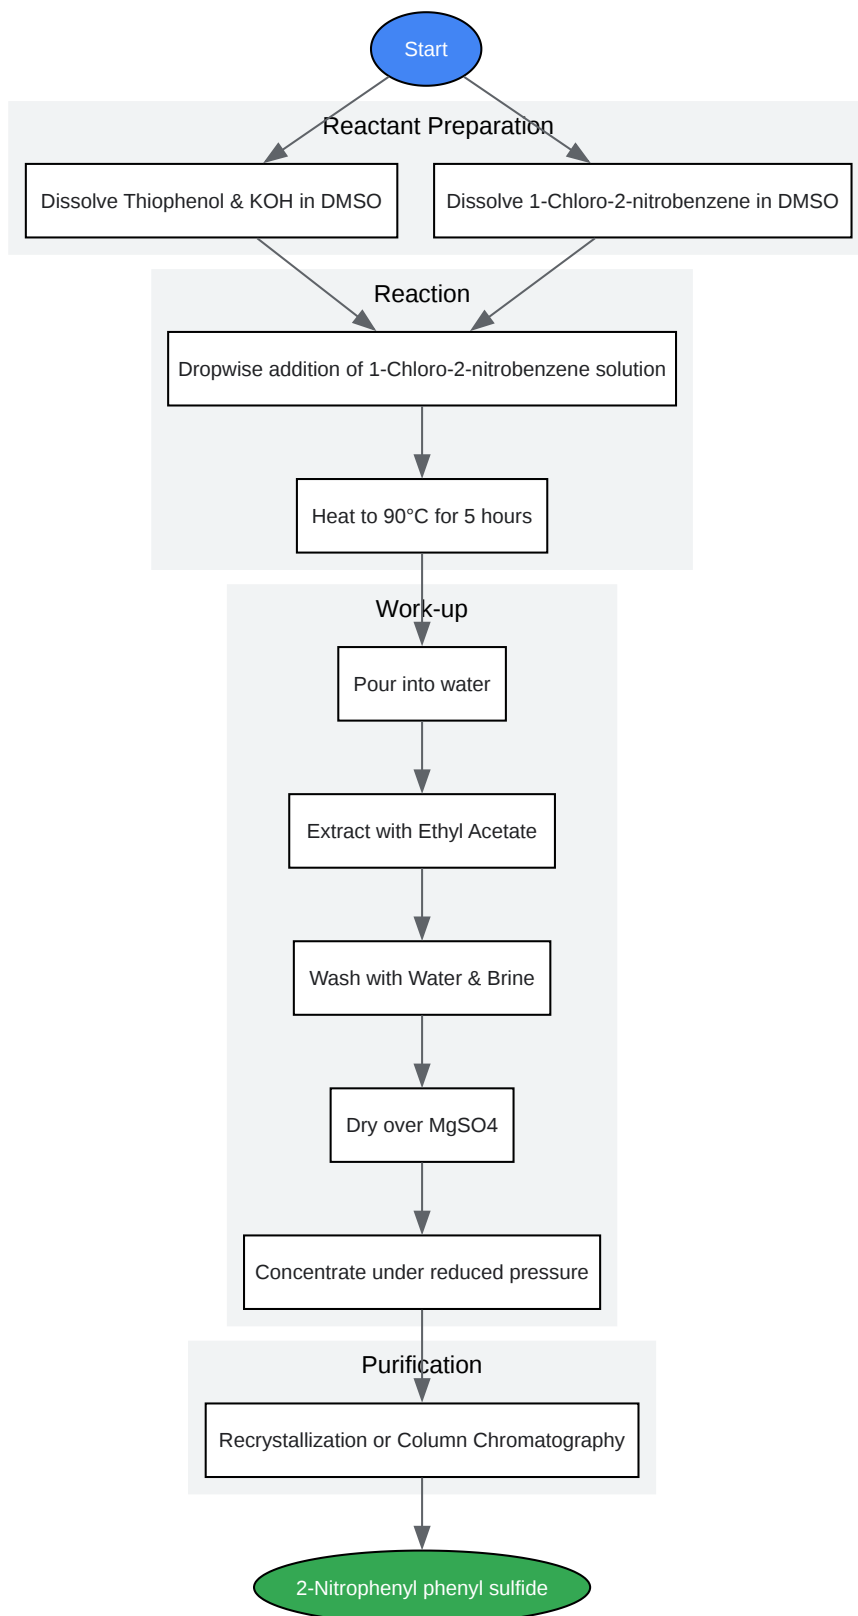 Start
Reactant Preparation
Dissolve Thiophenol & KOH in DMSO
Dissolve 1-Chloro-2-nitrobenzene in DMSO
Reaction
Dropwise addition of 1-Chloro-2-nitrobenzene solution
Heat to 90°C for 5 hours
Work-up
Pour into water
Extract with Ethyl Acetate
Wash with Water & Brine
Dry over MgSO4
Concentrate under reduced pressure
Purification
Recrystallization or Column Chromatography
2-Nitrophenyl phenyl sulfide